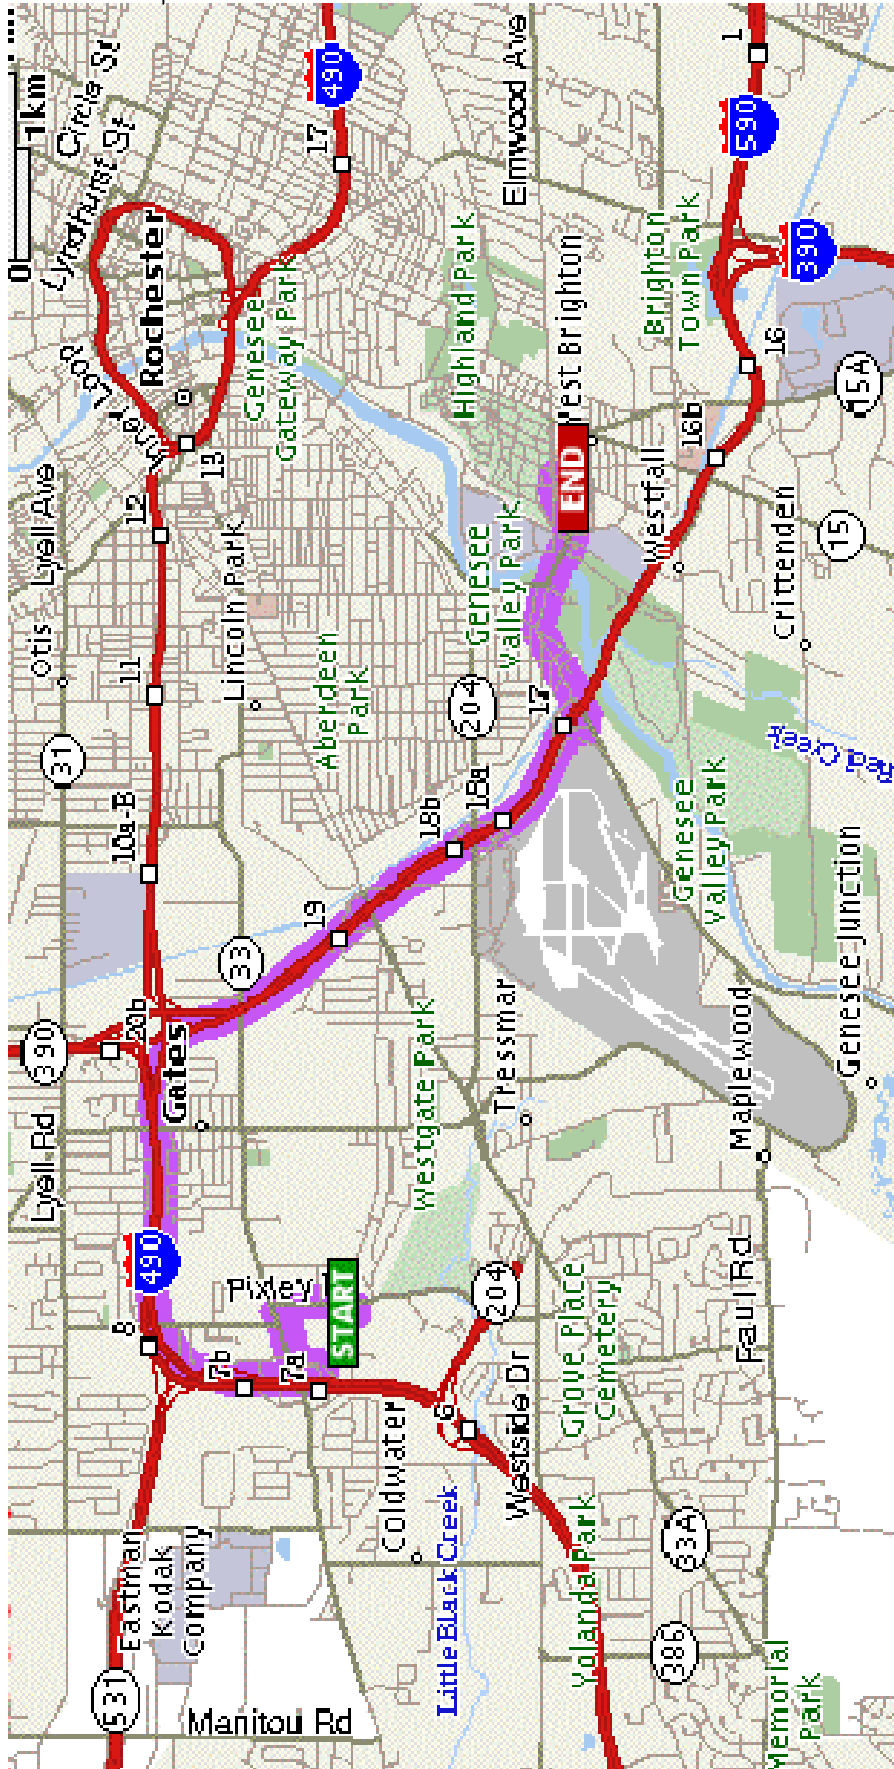 0
1km
Circle St
Lyndhurst St
Rochester
Loop
490
17
Elmwood Ave
590
1
390
Genesee
Gateway Park
Highland Park
West Brighton
Brighton
Town Park
16
15A
16b
Westfall
15
Crittenden
END
Genesee
Valley Park
13
12
Lyell Ave
Otis
Lincoln Park
11
31
Aberdeen
Park
204
17
18a
18b
10a-B
19
33
Genesee
Valley Park
Red Creek
Genesee Junction
390
20b
Gates
Lyell Rd
Westgate Park
Tressmar
Maplewood
490
8
Pixley
START
7b
7a
204
Grove Place
Cemetery
Paul Rd
6
Westside Dr
Coldwater
Little Black Creek
Eastman
Kodak
Company
531
Manitou Rd
Yolanda Park
33A
386
Memorial
Park